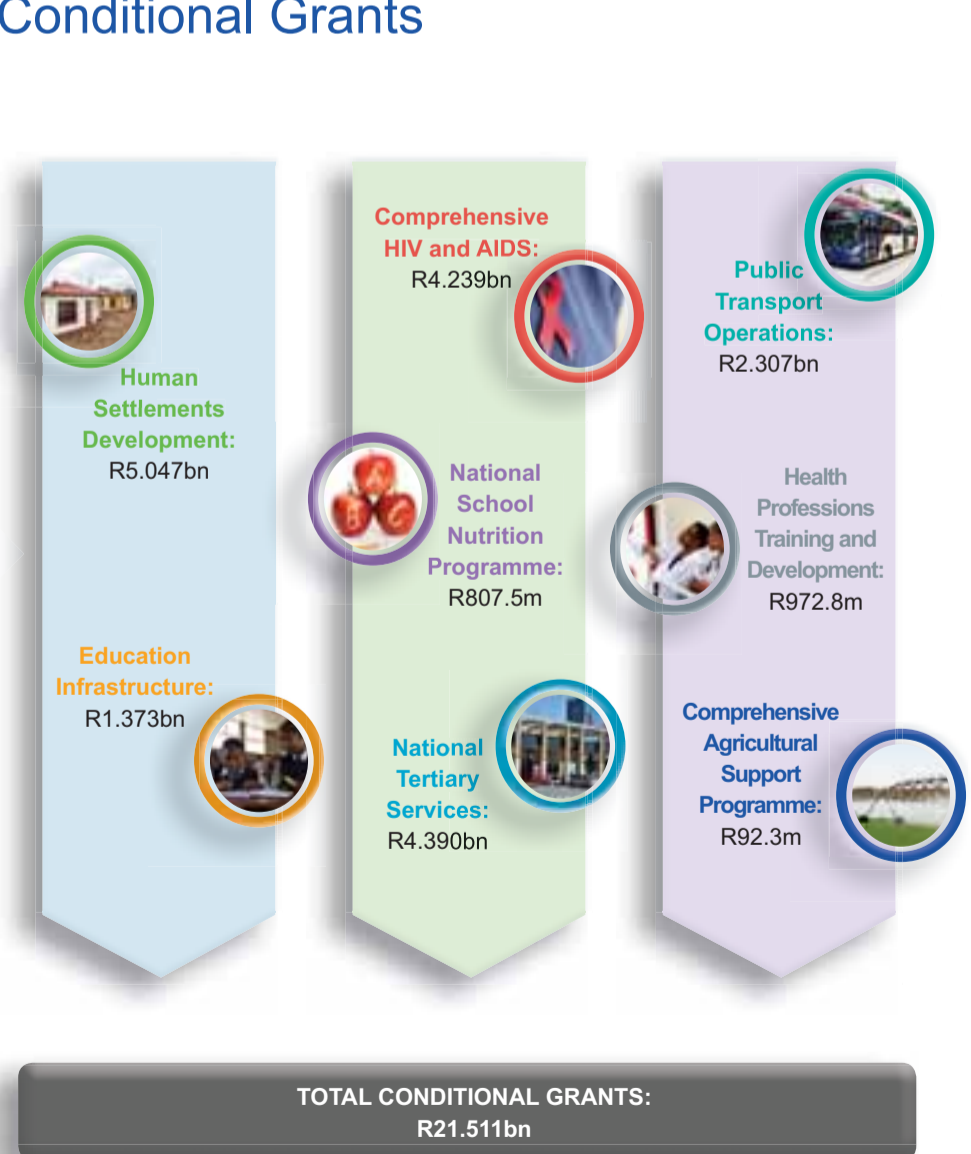 Conditional Grants
Human
Settlements
Development:
R5.047bn
Education
Infrastructure:
R1.373bn
Comprehensive
HIV and AIDS:
R4.239bn
A
B C
National
School
Nutrition
Programme:
R807.5m
National
Tertiary
Services:
R4.390bn
Public
Transport
Operations:
R2.307bn
Health
Professions
Training and
Development:
R972.8m
Comprehensive
Agricultural
Support
Programme:
R92.3m
TOTAL CONDITIONAL GRANTS:
R21.511bn